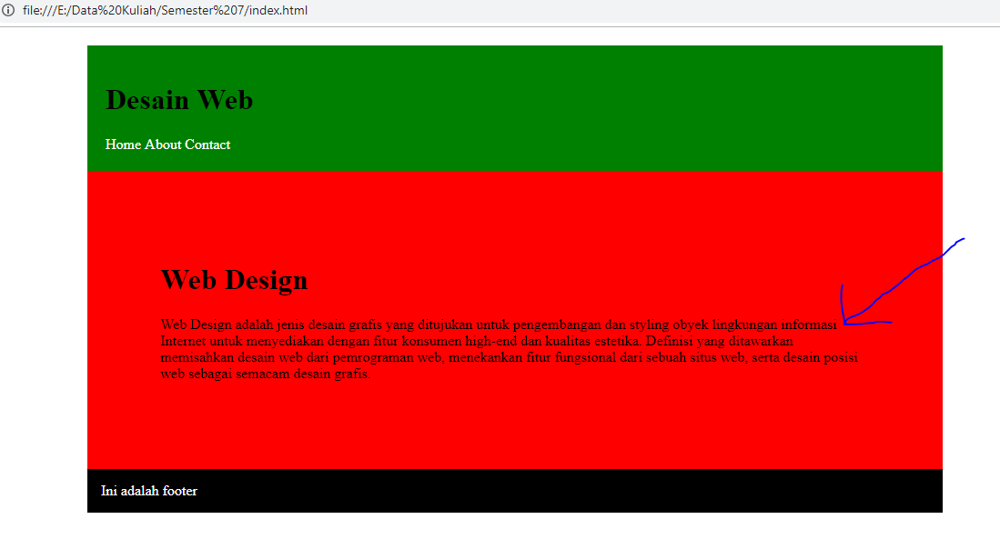 file:///E:/Data%20Kuliah/Semester%207/index.html
Desain Web
Home About Contact
Web Design
Web Design adalah jenis desain grafis yang ditujukan untuk pengembangan dan styling obyek lingkungan informasi
Internet untuk menyediakan dengan fitur konsumen high-end dan kualitas estetika. Definisi yang ditawarkan
memisahkan desain web dari pemrograman web, menekankan fitur fungsional dari sebuah situs web, serta desain posisi
web sebagai semacam desain grafis.
Ini adalah footer